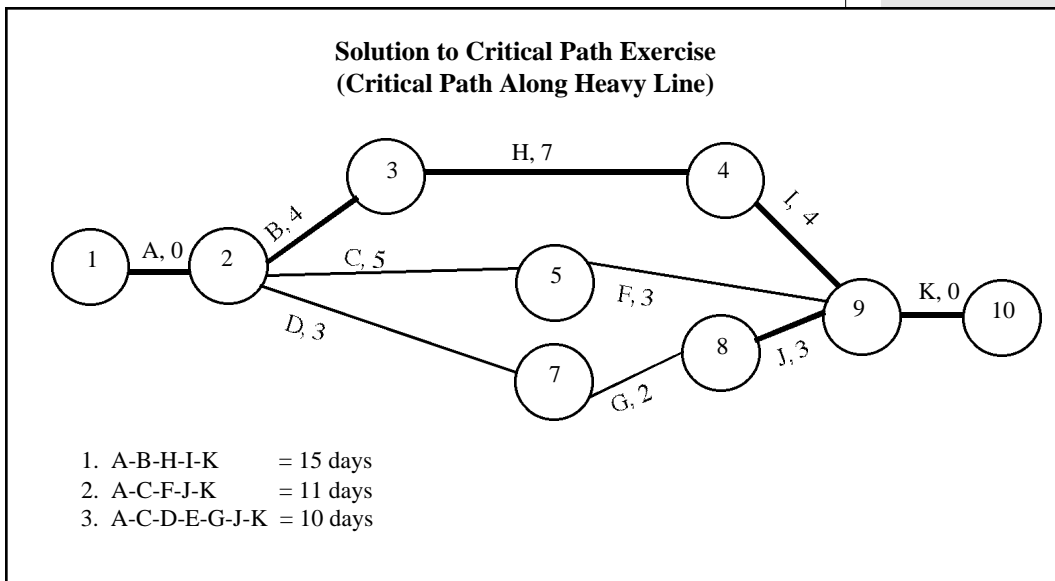 Solution to Critical Path Exercise
(Critical Path Along Heavy Line)
3
H, 7
4
I, 4
B, 4
1
A, 0
2
C, 5
5
F, 3
K, 0
9
10
D, 3
7
G, 2
8
J, 3
1. A-B-H-I-K = 15 days
2. A-C-F-J-K = 11 days
3. A-C-D-E-G-J-K = 10 days